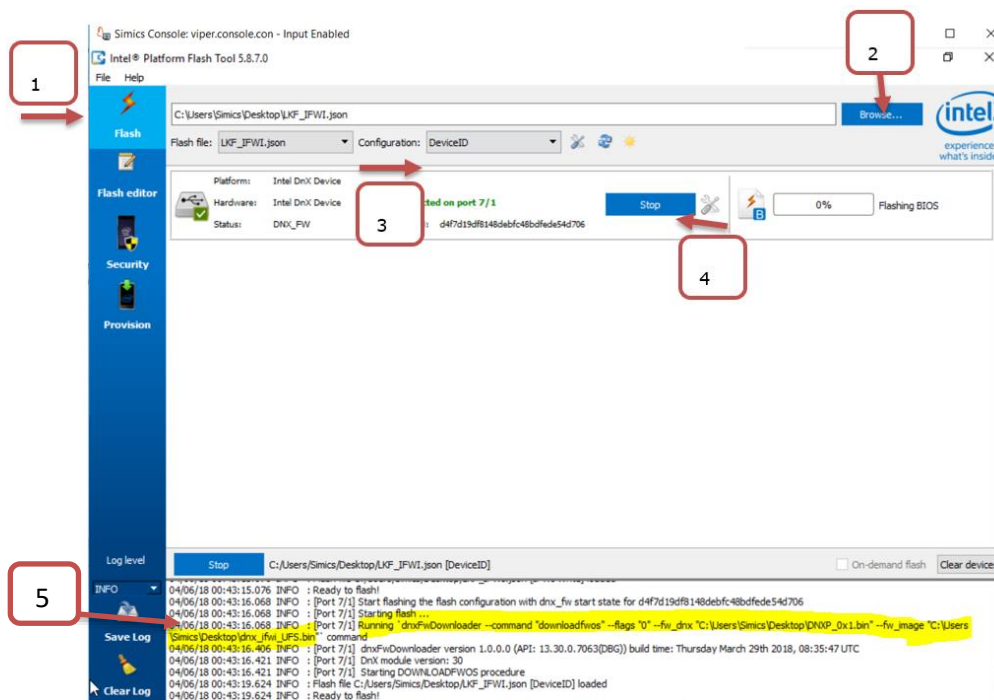 Simics Console: viper.console.con - Input Enabled
Intel® Platform Flash Tool 5.8.7.0
File Help
1
2
Flash
C:\Users\Simics\Desktop\LKF_IFWI.json
Browse...
intel
experience
what's inside
Flash file: LKF_IFWI.json Configuration: DeviceID
Flash editor
Platform: Intel DnX Device
Hardware: Intel DnX Device
on port 7/1
Status: DNX_FW
d4f7d19df8148debfc48bdfede54d706
3
Stop
0% Flashing BIOS
4
Security
Provision
Log level
Stop C:/Users/Simics/Desktop/LKF_IFWI.json [DeviceID] On-demand flash Clear device
5
INFO
04/06/18 00:43:15.076 INFO : Ready to flash!
04/06/18 00:43:16.068 INFO : [Port 7/1] Start flashing the flash configuration with dnx_fw start state for d4f7d19df8148debfc48bdfede54d706
04/06/18 00:43:16.068 INFO : [Port 7/1] Starting flash ...
04/06/18 00:43:16.068 INFO : [Port 7/1] Running `dnxFwDownloader --command "downloadfwos" --flags "0" --fw_dnx "C:\Users\Simics\Desktop\DNXP_0x1.bin" --fw_image "C:\Users
\Simics\Desktop\dnx_ifwi_UFS.bin"` command
04/06/18 00:43:16.406 INFO : [Port 7/1] dnxFwDownloader version 1.0.0.0 (API: 13.30.0.7063(DBG)) build time: Thursday March 29th 2018, 08:35:47 UTC
04/06/18 00:43:16.421 INFO : [Port 7/1] DnX module version: 30
04/06/18 00:43:16.421 INFO : [Port 7/1] Starting DOWNLOADFWOS procedure
04/06/18 00:43:19.624 INFO : Flash file C:/Users/Simics/Desktop/LKF_IFWI.json [DeviceID] loaded
04/06/18 00:43:19.624 INFO : Ready to flash!
Save Log
Clear Log